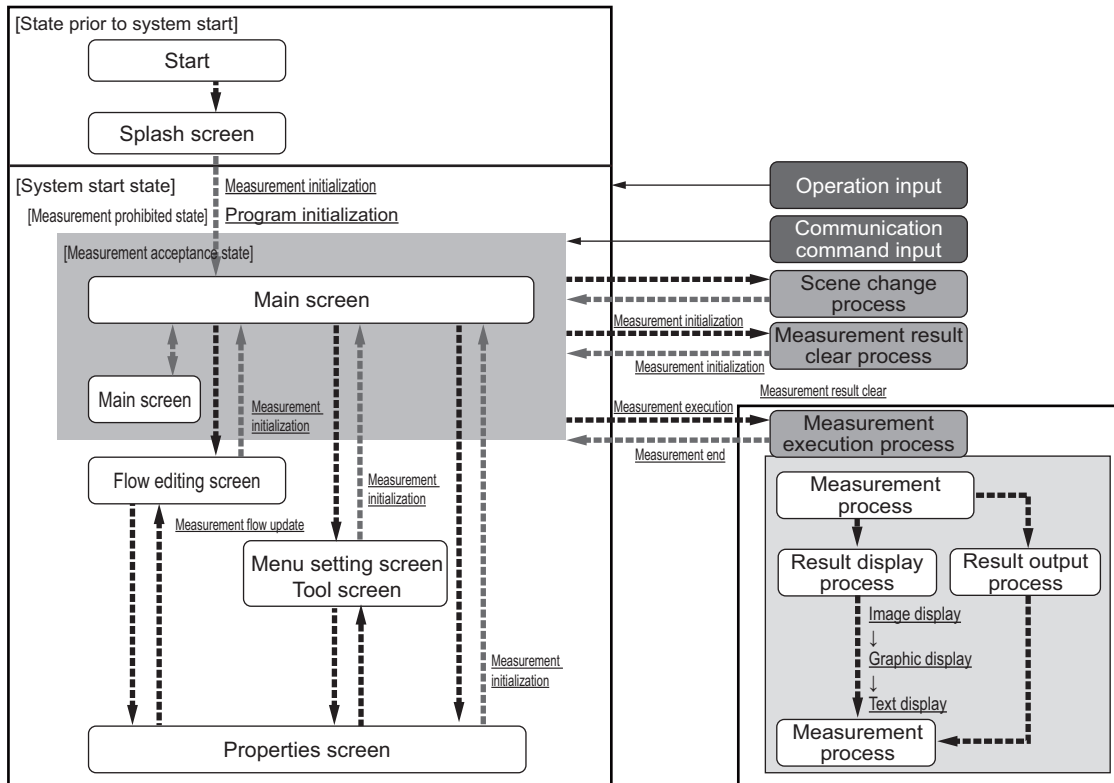 [State prior to system start]
Start
Splash screen
[System start state]
Measurement initialization
[Measurement prohibited state]
Program initialization
[Measurement acceptance state]
Main screen
Main screen
Measurement
initialization
Flow editing screen
Measurement flow update
Measurement
initialization
Menu setting screen
Tool screen
Measurement
initialization
Properties screen
Operation input
Communication
command input
Scene change
process
Measurement initialization
Measurement result
clear process
Measurement initialization
Measurement result clear
Measurement execution
Measurement
execution process
Measurement end
Measurement
process
Result display
process
Result output
process
Image display
↓
Graphic display
↓
Text display
Measurement
process